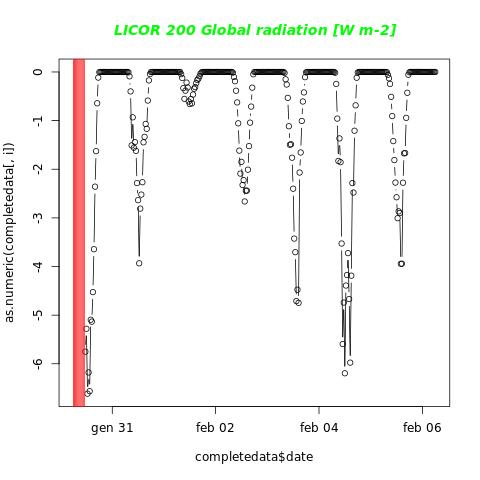 LICOR 200 Global radiation [W m-2]
as.numeric(completedata[, i])
0
-1
-2
-3
-4
-5
-6
gen 31
feb 02
feb 04
feb 06
completedata$date